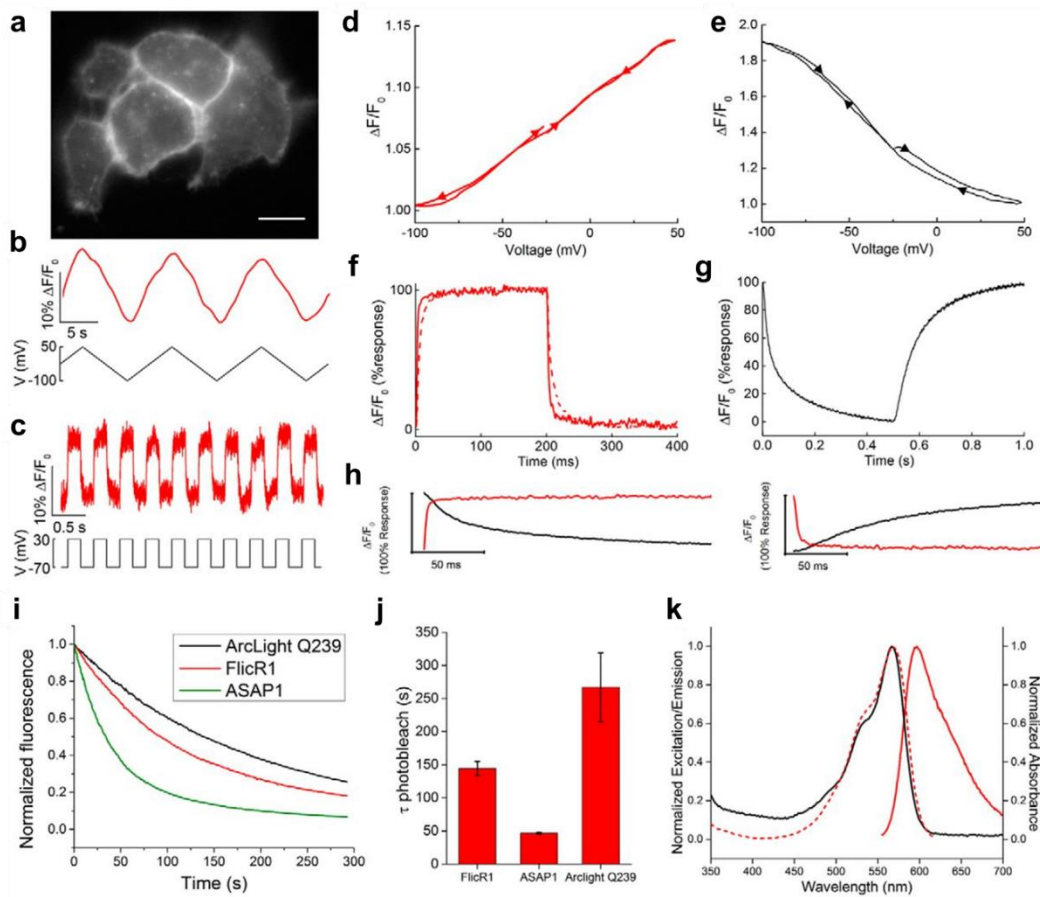 a
b
10% ΔF/F0
5 s
V (mV)
50
-100
c
10% ΔF/F0
0.5 s
V (mV)
30
-70
d
ΔF/F0
1.15
1.10
1.05
1.00
-100 -50 0 50
Voltage (mV)
e
ΔF/F0
2.0
1.8
1.6
1.4
1.2
1.0
-100 -50 0 50
Voltage (mV)
f
ΔF/F0 (%response)
100
0
0 100 200 300 400
Time (ms)
g
ΔF/F0 (%response)
100
80
60
40
20
0
0.0 0.2 0.4 0.6 0.8 1.0
Time (s)
h
ΔF/F0
(100% Response)
50 ms
ΔF/F0
(100% Response)
50 ms
i
Normalized fluorescence
1.0
0.8
0.6
0.4
0.2
0.0
ArcLight Q239
FlicR1
ASAP1
0 50 100 150 200 250 300
Time (s)
j
τ photobleach (s)
350
300
250
200
150
100
50
0
FlicR1 ASAP1 Arclight Q239
k
Normalized Excitation/Emission
1.0
0.8
0.6
0.4
0.2
0.0
350 400 450 500 550 600 650 700
Wavelength (nm)
1.0
0.8
0.6
0.4
0.2
0.0
Normalized Absorbance